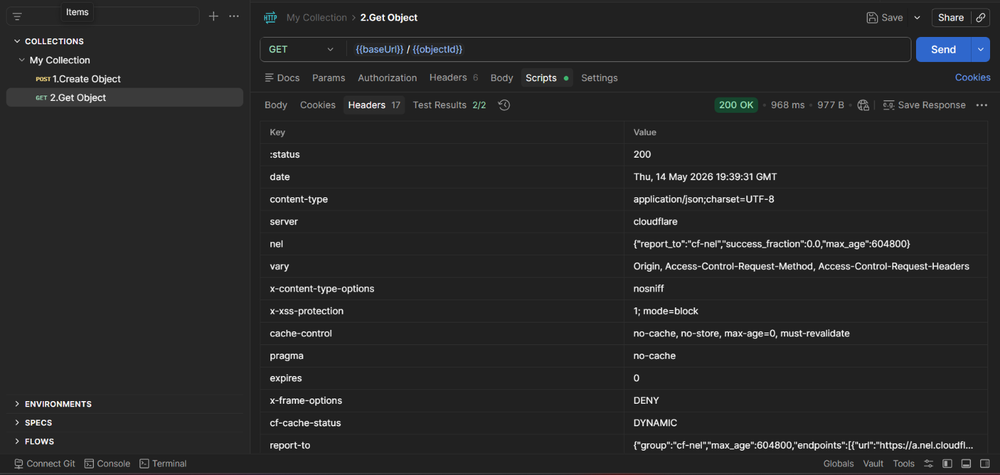 Items
COLLECTIONS
My Collection
POST 1.Create Object
GET 2.Get Object
ENVIRONMENTS
SPECS
FLOWS
HTTP My Collection > 2.Get Object Save Share
GET {{baseUrl}} / {{objectId}} Send
Docs Params Authorization Headers 6 Body Scripts Settings Cookies
Body Cookies Headers 17 Test Results 2/2 200 OK • 968 ms • 977 B • e.g. Save Response
Key Value
:status 200
date Thu, 14 May 2026 19:39:31 GMT
content-type application/json;charset=UTF-8
server cloudflare
nel {"report_to":"cf-nel","success_fraction":0.0,"max_age":604800}
vary Origin, Access-Control-Request-Method, Access-Control-Request-Headers
x-content-type-options nosniff
x-xss-protection 1; mode=block
cache-control no-cache, no-store, max-age=0, must-revalidate
pragma no-cache
expires 0
x-frame-options DENY
cf-cache-status DYNAMIC
report-to {"group":"cf-nel","max_age":604800,"endpoints":[{"url":"https://a.nel.cloudfl...
Connect Git Console Terminal Globals Vault Tools